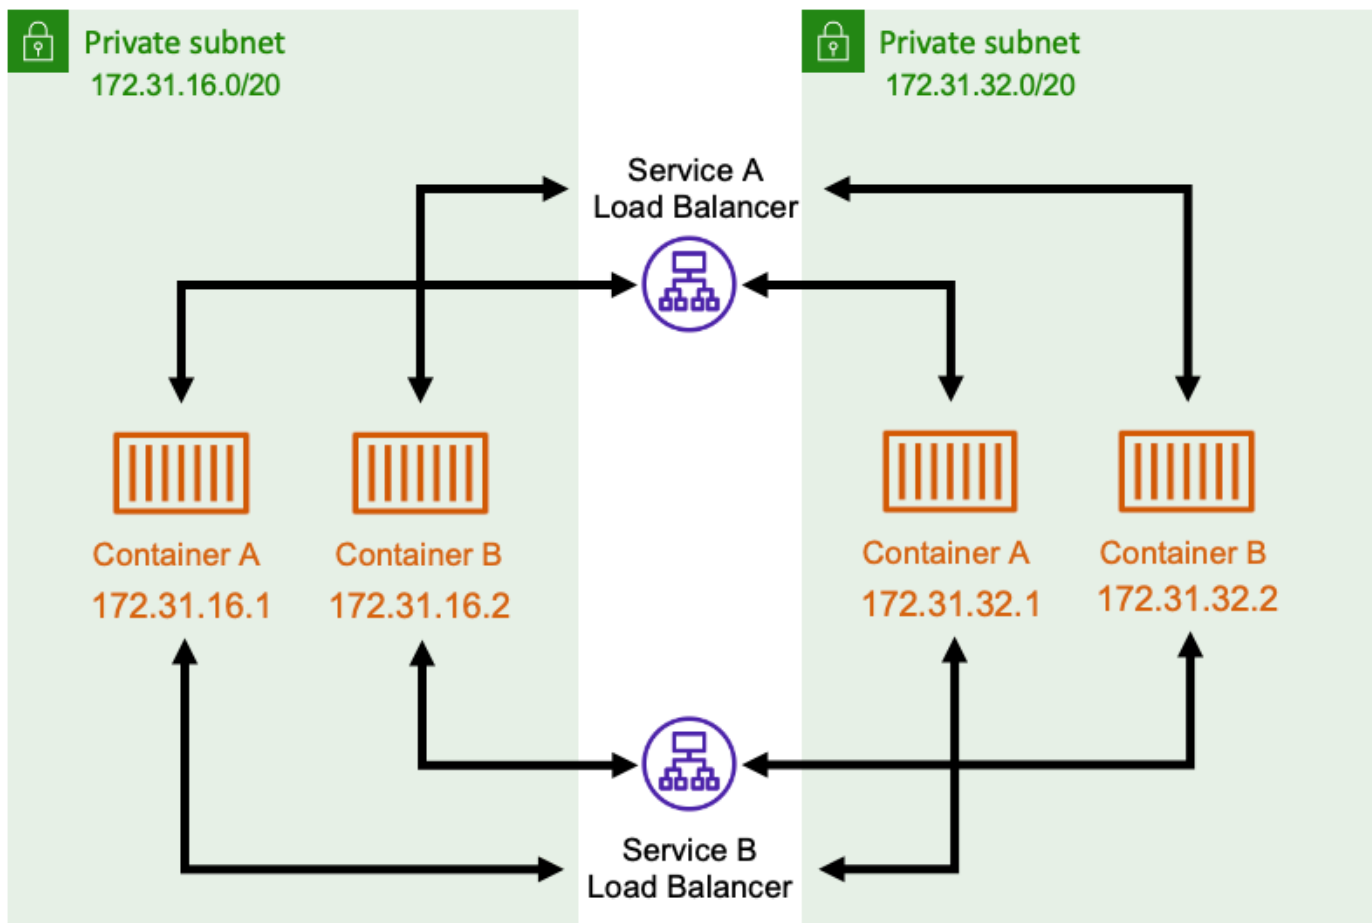 Private subnet
172.31.16.0/20
Private subnet
172.31.32.0/20
Service A
Load Balancer
Container A
172.31.16.1
Container B
172.31.16.2
Container A
172.31.32.1
Container B
172.31.32.2
Service B
Load Balancer